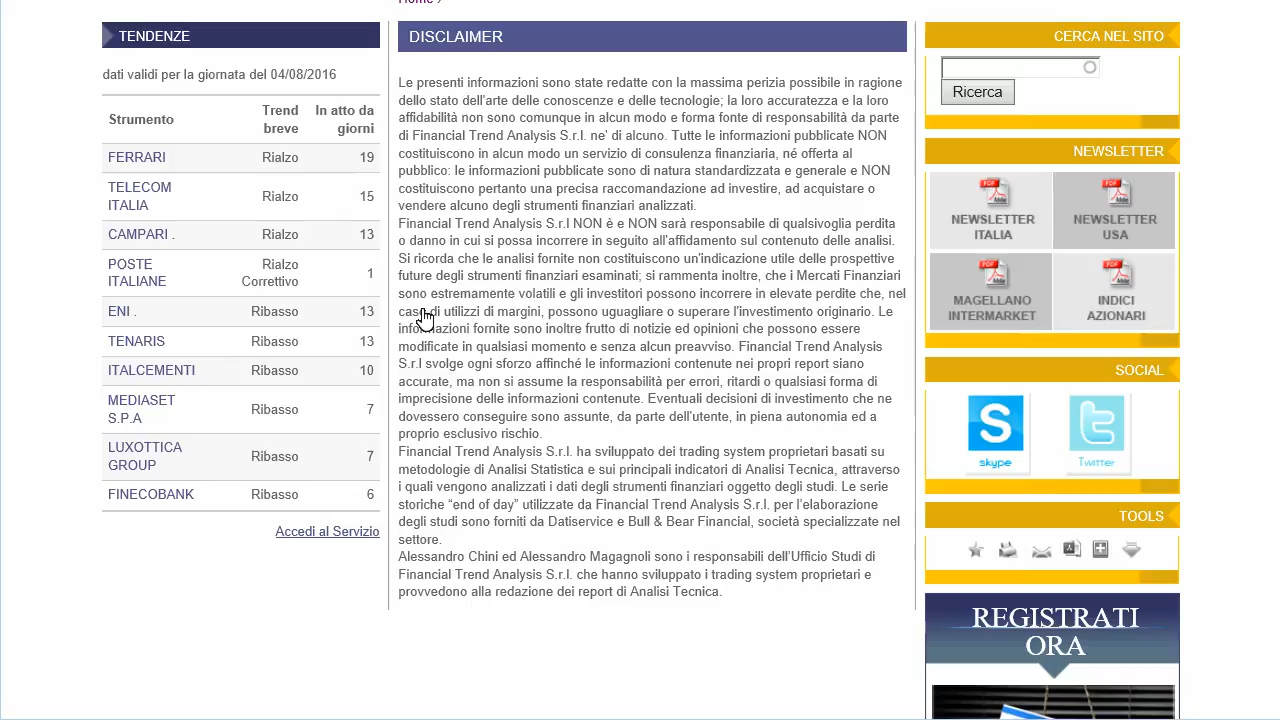 Home ›
TENDENZE
dati validi per la giornata del 04/08/2016
Strumento Trend breve In atto da giorni
FERRARI Rialzo 19
TELECOM ITALIA Rialzo 15
CAMPARI . Rialzo 13
POSTE ITALIANE Rialzo Correttivo 1
ENI . Ribasso 13
TENARIS Ribasso 13
ITALCEMENTI Ribasso 10
MEDIASET S.P.A Ribasso 7
LUXOTTICA GROUP Ribasso 7
FINECOBANK Ribasso 6
Accedi al Servizio
DISCLAIMER
Le presenti informazioni sono state redatte con la massima perizia possibile in ragione
dello stato dell'arte delle conoscenze e delle tecnologie; la loro accuratezza e la loro
affidabilità non sono comunque in alcun modo e forma fonte di responsabilità da parte
di Financial Trend Analysis S.r.l. ne' di alcuno. Tutte le informazioni pubblicate NON
costituiscono in alcun modo un servizio di consulenza finanziaria, né offerta al
pubblico: le informazioni pubblicate sono di natura standardizzata e generale e NON
costituiscono pertanto una precisa raccomandazione ad investire, ad acquistare o
vendere alcuno degli strumenti finanziari analizzati.
Financial Trend Analysis S.r.l NON è e NON sarà responsabile di qualsivoglia perdita
o danno in cui si possa incorrere in seguito all'affidamento sul contenuto delle analisi.
Si ricorda che le analisi fornite non costituiscono un'indicazione utile delle prospettive
future degli strumenti finanziari esaminati; si rammenta inoltre, che i Mercati Finanziari
sono estremamente volatili e gli investitori possono incorrere in elevate perdite che, nel
caso di utilizzi di margini, possono uguagliare o superare l'investimento originario. Le
informazioni fornite sono inoltre frutto di notizie ed opinioni che possono essere
modificate in qualsiasi momento e senza alcun preavviso. Financial Trend Analysis
S.r.l svolge ogni sforzo affinché le informazioni contenute nei propri report siano
accurate, ma non si assume la responsabilità per errori, ritardi o qualsiasi forma di
imprecisione delle informazioni contenute. Eventuali decisioni di investimento che ne
dovessero conseguire sono assunte, da parte dell'utente, in piena autonomia ed a
proprio esclusivo rischio.
Financial Trend Analysis S.r.l. ha sviluppato dei trading system proprietari basati su
metodologie di Analisi Statistica e sui principali indicatori di Analisi Tecnica, attraverso
i quali vengono analizzati i dati degli strumenti finanziari oggetto degli studi. Le serie
storiche “end of day” utilizzate da Financial Trend Analysis S.r.l. per l'elaborazione
degli studi sono forniti da Datiservice e Bull & Bear Financial, società specializzate nel
settore.
Alessandro Chini ed Alessandro Magagnoli sono i responsabili dell'Ufficio Studi di
Financial Trend Analysis S.r.l. che hanno sviluppato i trading system proprietari e
provvedono alla redazione dei report di Analisi Tecnica.
CERCA NEL SITO
Ricerca
NEWSLETTER
NEWSLETTER ITALIA
NEWSLETTER USA
MAGELLANO INTERMARKET
INDICI AZIONARI
SOCIAL
skype
Twitter
TOOLS
REGISTRATI
ORA